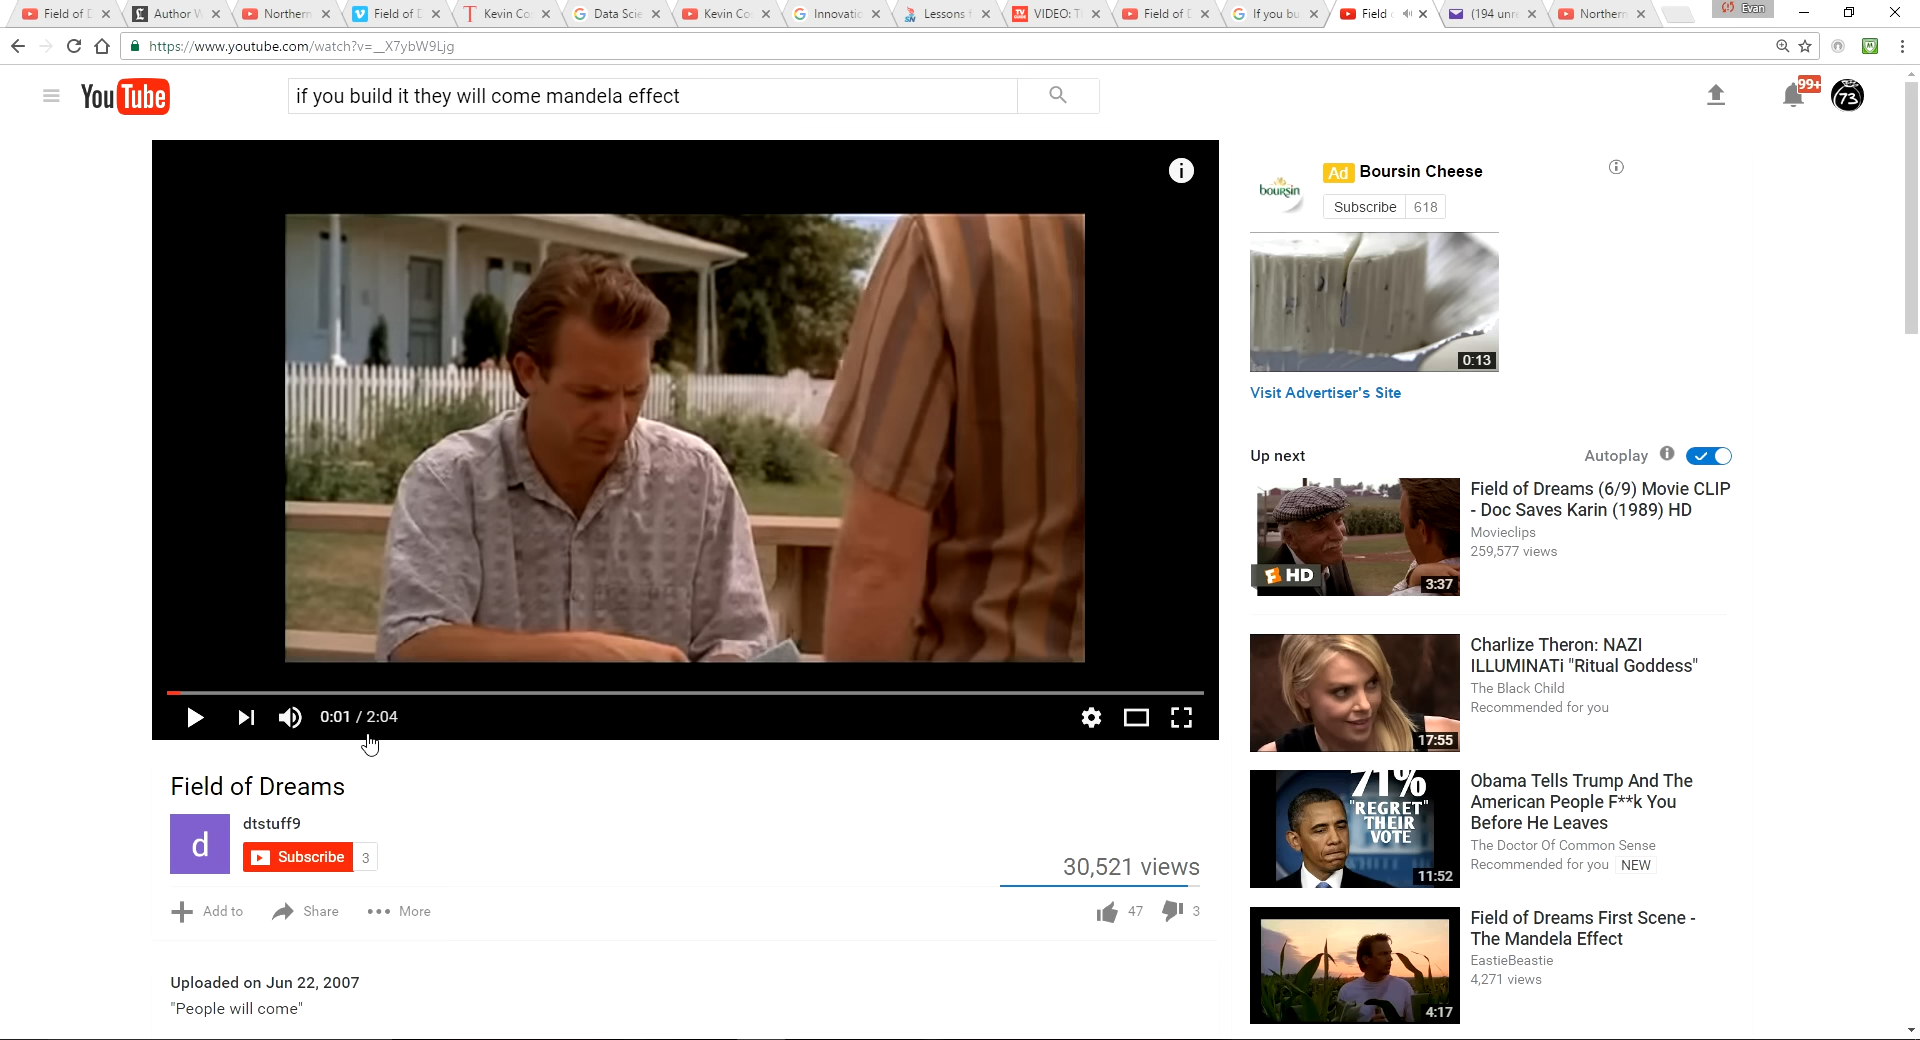 Field of D
Author W
Northern
Field of D
Kevin Co
Data Scie
Kevin Co
Innovatio
Lessons f
VIDEO: T
Field of D
If you bu
Field
(194 unre
Northern
Evan
https://www.youtube.com/watch?v=__X7ybW9Ljg
YouTube
if you build it they will come mandela effect
99+
73
Ad Boursin Cheese
boursin
Subscribe 618
0:13
Visit Advertiser's Site
Up next
Autoplay
Field of Dreams (6/9) Movie CLIP
- Doc Saves Karin (1989) HD
Movieclips
259,577 views
HD
3:37
Charlize Theron: NAZI
ILLUMINATi "Ritual Goddess"
The Black Child
Recommended for you
17:55
0:01 / 2:04
Field of Dreams
d
dtstuff9
Subscribe 3
30,521 views
Add to
Share
More
47
3
Uploaded on Jun 22, 2007
"People will come"
71%
"REGRET"
THEIR
VOTE
11:52
Obama Tells Trump And The
American People F**k You
Before He Leaves
The Doctor Of Common Sense
Recommended for you NEW
Field of Dreams First Scene -
The Mandela Effect
EastieBeastie
4,271 views
4:17